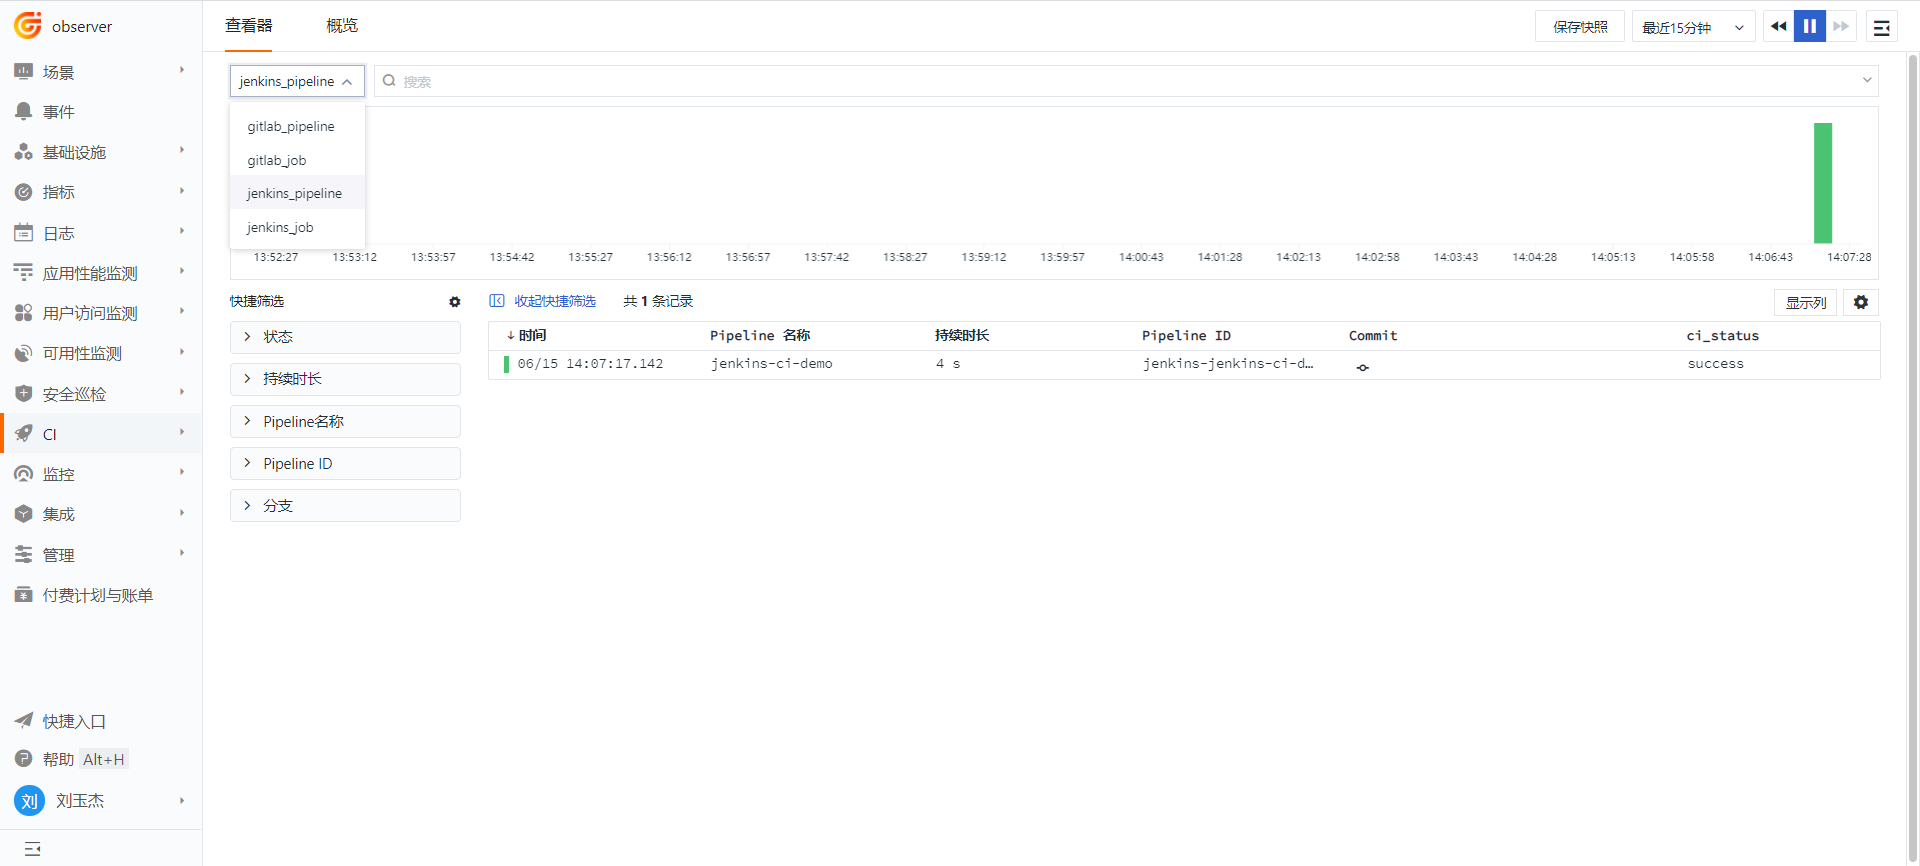 observer
场景
事件
基础设施
指标
日志
应用性能监测
用户访问监测
可用性监测
安全巡检
CI
监控
集成
管理
付费计划与账单
快捷入口
帮助 Alt+H
刘 刘玉杰
查看器 概览
保存快照 最近15分钟
jenkins_pipeline 搜索
gitlab_pipeline
gitlab_job
jenkins_pipeline
jenkins_job
13:52:27 13:53:12 13:53:57 13:54:42 13:55:27 13:56:12 13:56:57 13:57:42 13:58:27 13:59:12 13:59:57 14:00:43 14:01:28 14:02:13 14:02:58 14:03:43 14:04:28 14:05:13 14:05:58 14:06:43 14:07:28
快捷筛选
状态
持续时长
Pipeline名称
Pipeline ID
分支
收起快捷筛选 共 1 条记录 显示列
时间 Pipeline 名称 持续时长 Pipeline ID Commit ci_status
06/15 14:07:17.142 jenkins-ci-demo 4 s jenkins-jenkins-ci-d… success